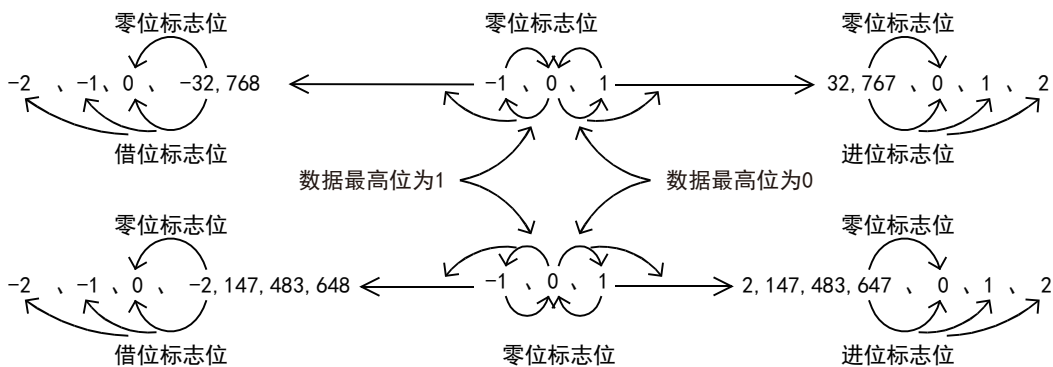 零位标志位 零位标志位 零位标志位
-2 、 -1、0、 -32,768 -1、0、1 32,767 、0、1、2
借位标志位 进位标志位
数据最高位为1 数据最高位为0
零位标志位 零位标志位
-2 、-1、0、 -2,147,483,648 -1、0、1 2,147,483,647 、0、1、2
借位标志位 零位标志位 进位标志位